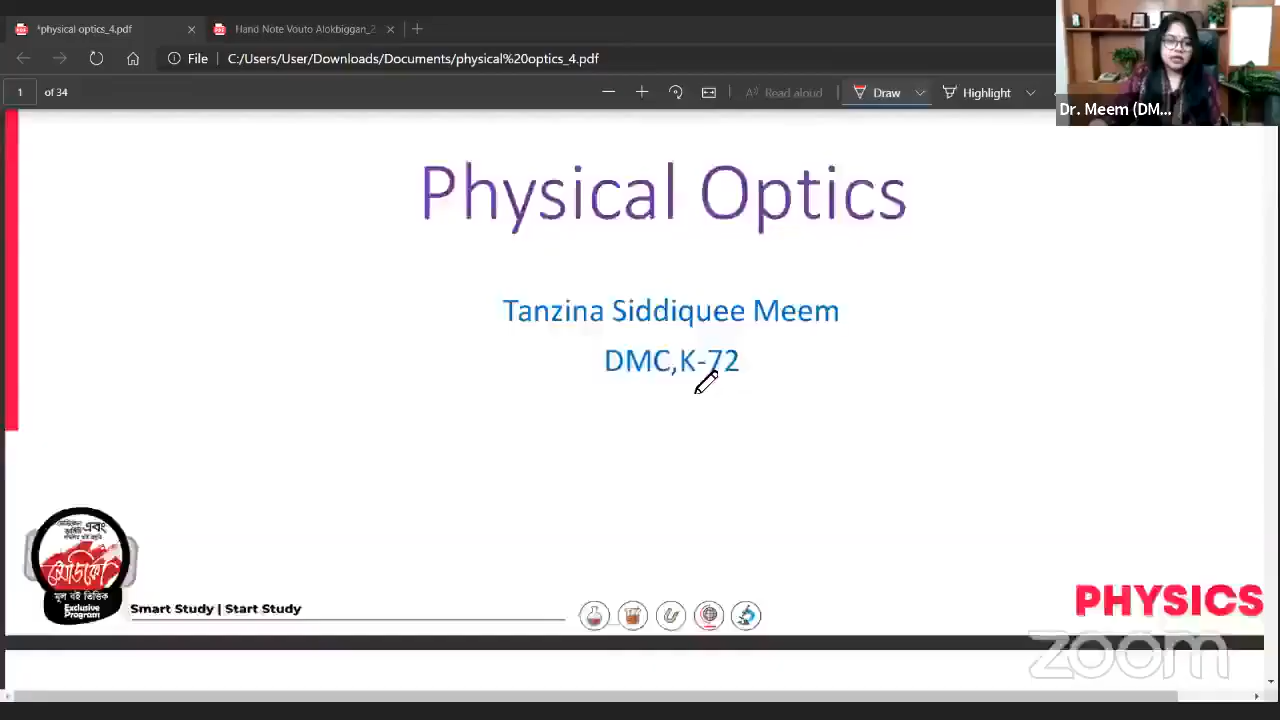 *physical optics_4.pdf
Hand Note Vouto Alokbiggan_2
File
C:/Users/User/Downloads/Documents/physical%20optics_4.pdf
1 of 34
Read aloud
Draw
Highlight
Dr. Meem (DM...
Physical Optics
Tanzina Siddiquee Meem
DMC,K-72
এবং
মূল বই ভিত্তিক
Exclusive
Program
Smart Study | Start Study
PHYSICS
zoom